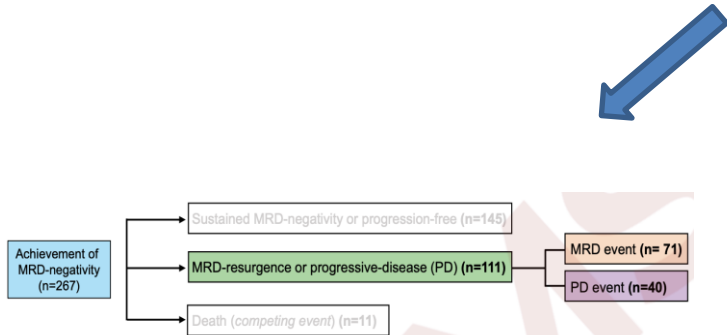 Sustained MRD-negativity or progression-free (n=145)
Achievement of
MRD-negativity
(n=267)
MRD-resurgence or progressive-disease (PD) (n=111)
MRD event (n= 71)
PD event (n=40)
Death (competing event) (n=11)